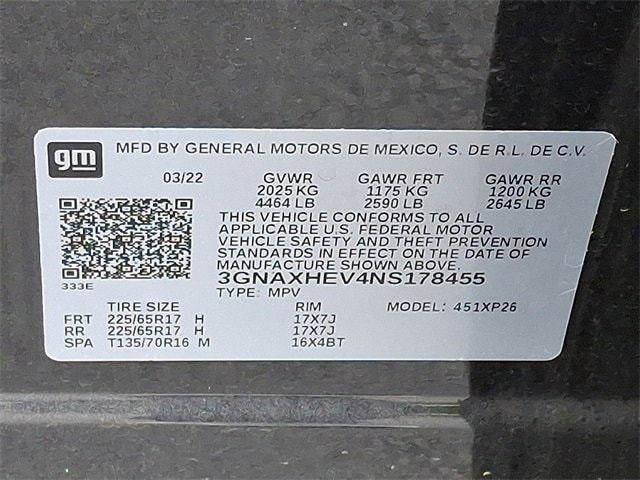 gm
MFD BY GENERAL MOTORS DE MEXICO, S. DE R.L. DE C.V.
03/22 GVWR GAWR FRT GAWR RR
2025 KG 1175 KG 1200 KG
4464 LB 2590 LB 2645 LB
THIS VEHICLE CONFORMS TO ALL
APPLICABLE U.S. FEDERAL MOTOR
VEHICLE SAFETY AND THEFT PREVENTION
STANDARDS IN EFFECT ON THE DATE OF
MANUFACTURE SHOWN ABOVE.
3GNAXHEV4NS178455
333E
TYPE: MPV
TIRE SIZE RIM MODEL: 451XP26
FRT 225/65R17 H 17X7J
RR 225/65R17 H 17X7J
SPA T135/70R16 M 16X4BT